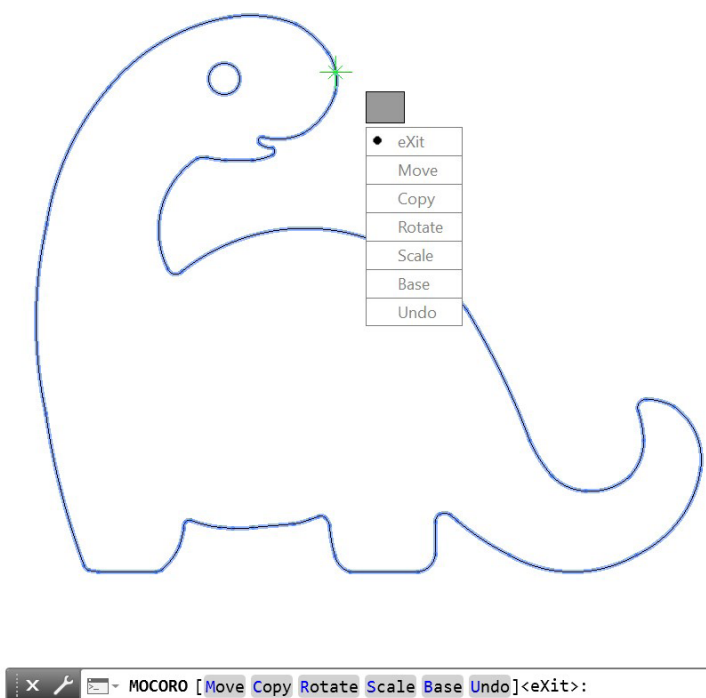 eXit
Move
Copy
Rotate
Scale
Base
Undo
MOCORO [Move Copy Rotate Scale Base Undo]<eXit>: